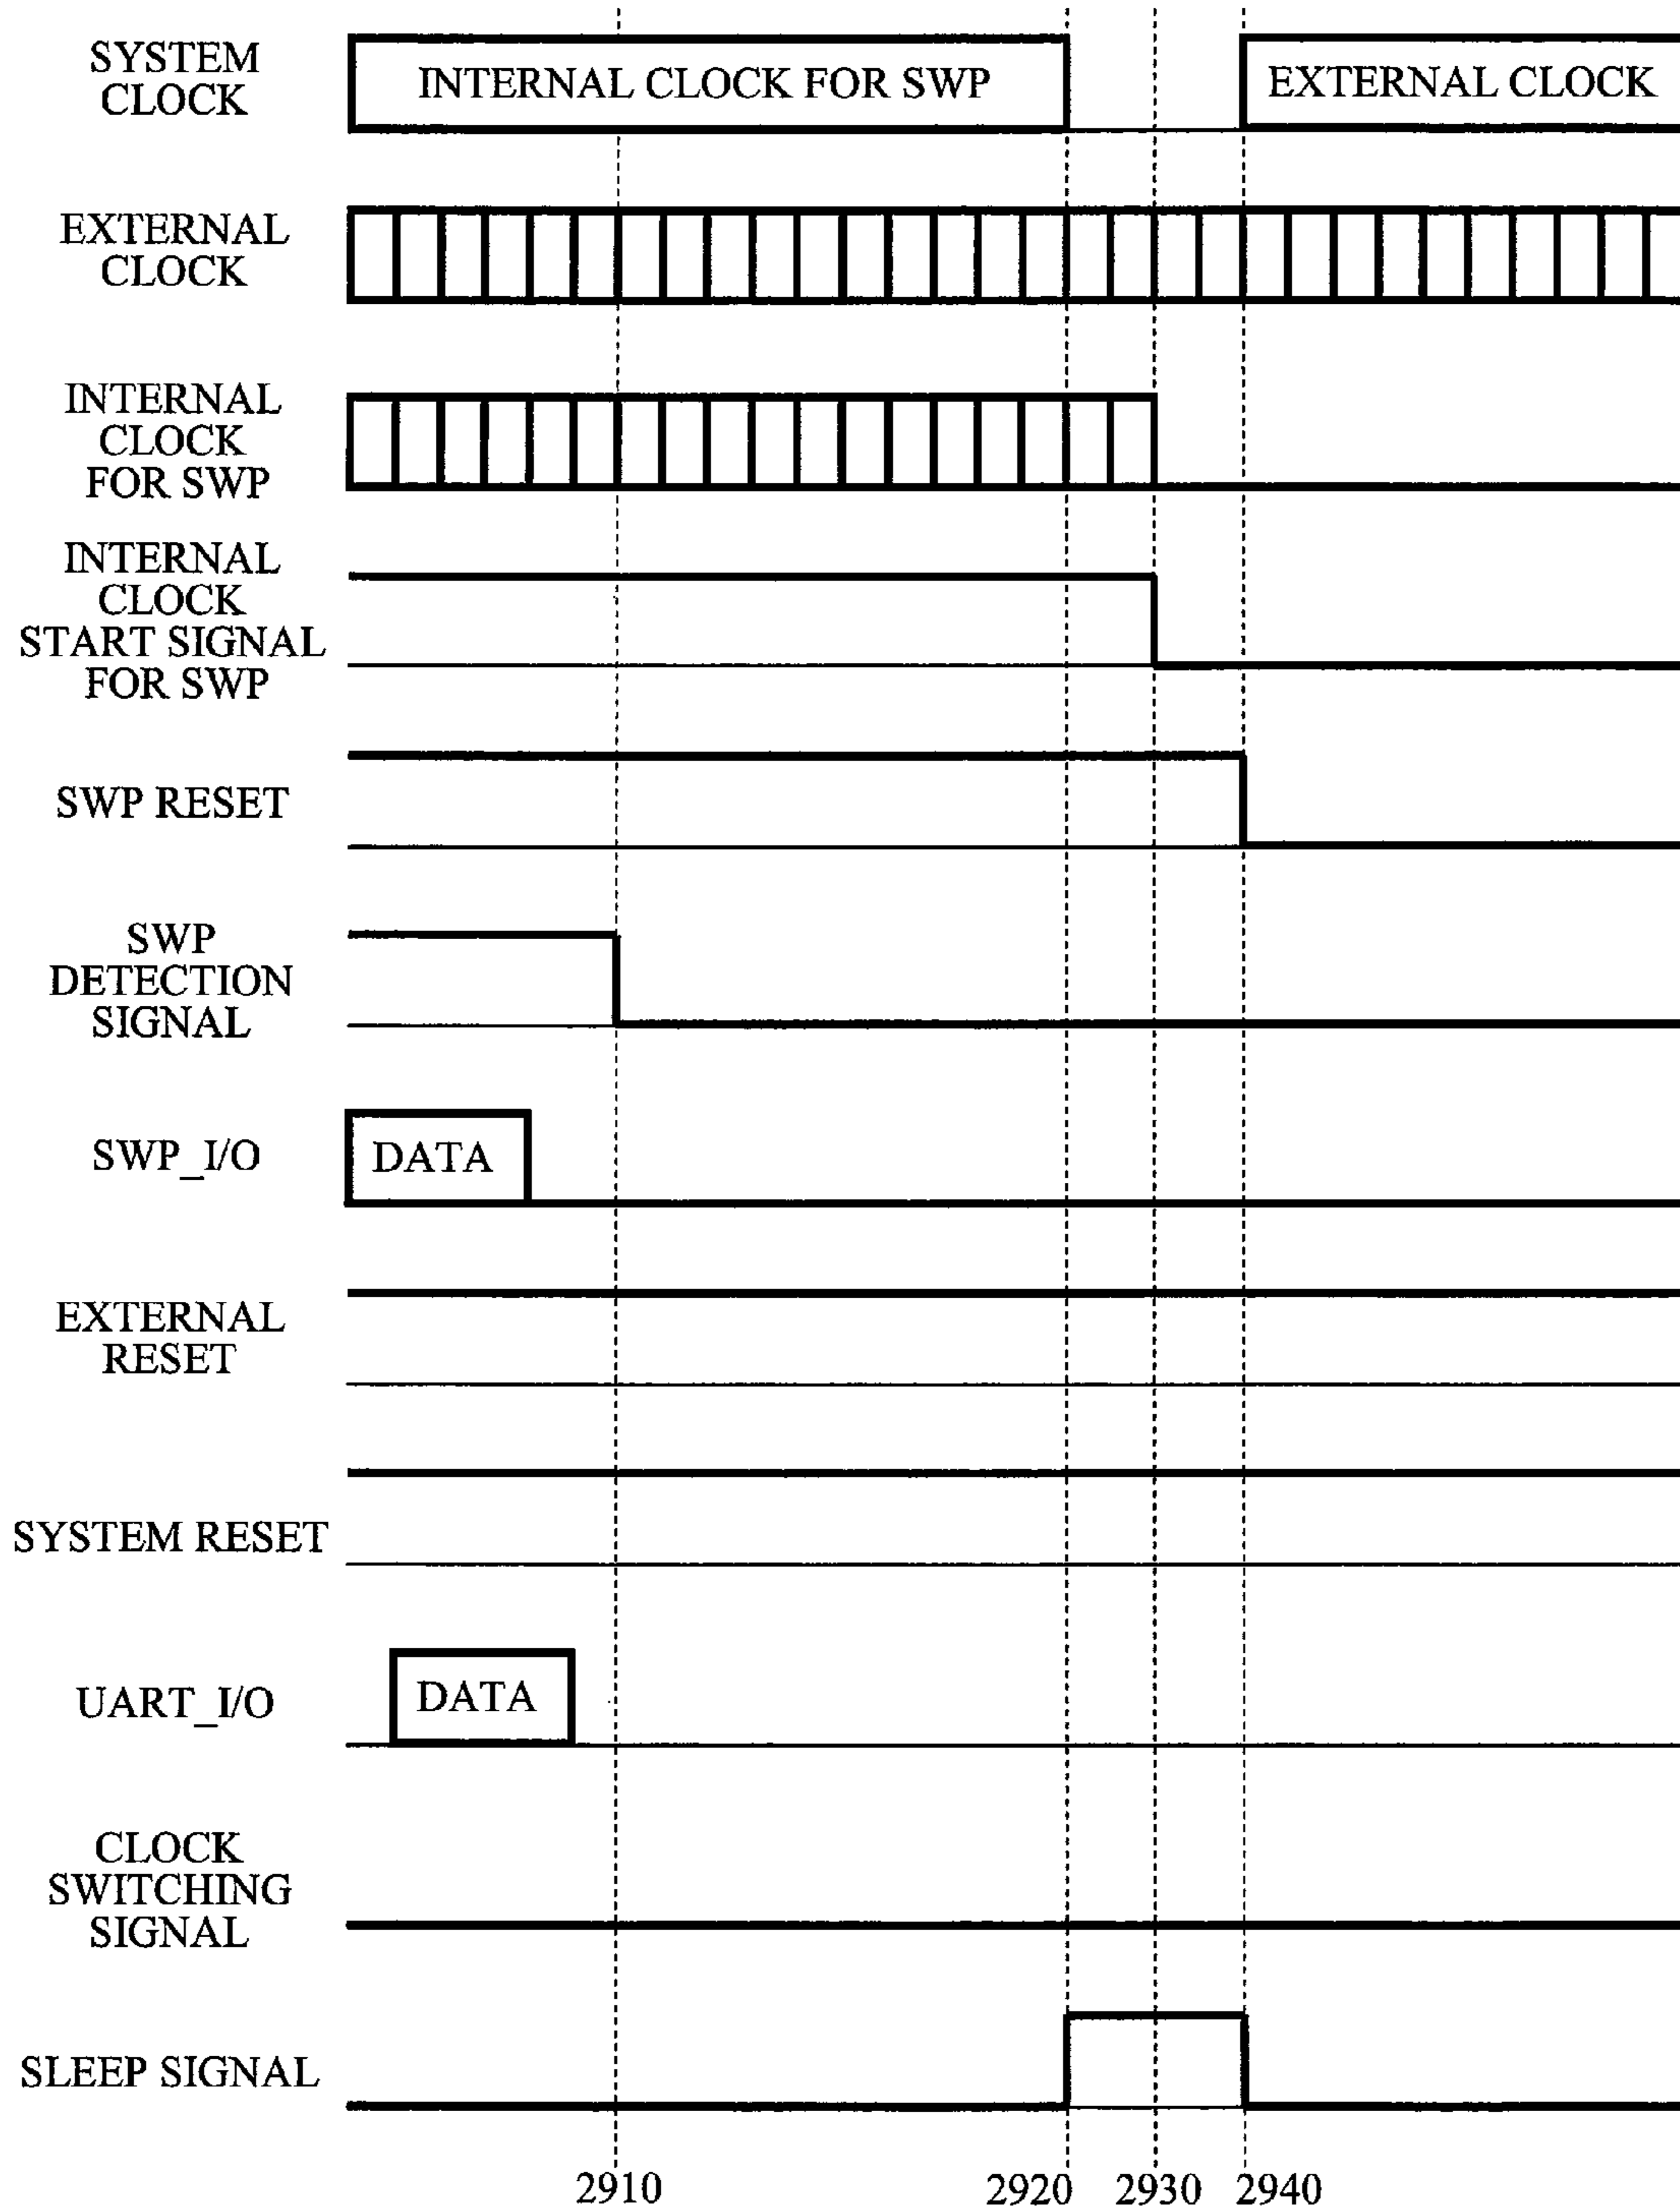 SYSTEM
CLOCK
INTERNAL CLOCK FOR SWP
EXTERNAL CLOCK
EXTERNAL
CLOCK
INTERNAL
CLOCK
FOR SWP
INTERNAL
CLOCK
START SIGNAL
FOR SWP
SWP RESET
SWP
DETECTION
SIGNAL
SWP_I/O
DATA
EXTERNAL
RESET
SYSTEM RESET
UART_I/O
DATA
CLOCK
SWITCHING
SIGNAL
SLEEP SIGNAL
2910
2920
2930
2940